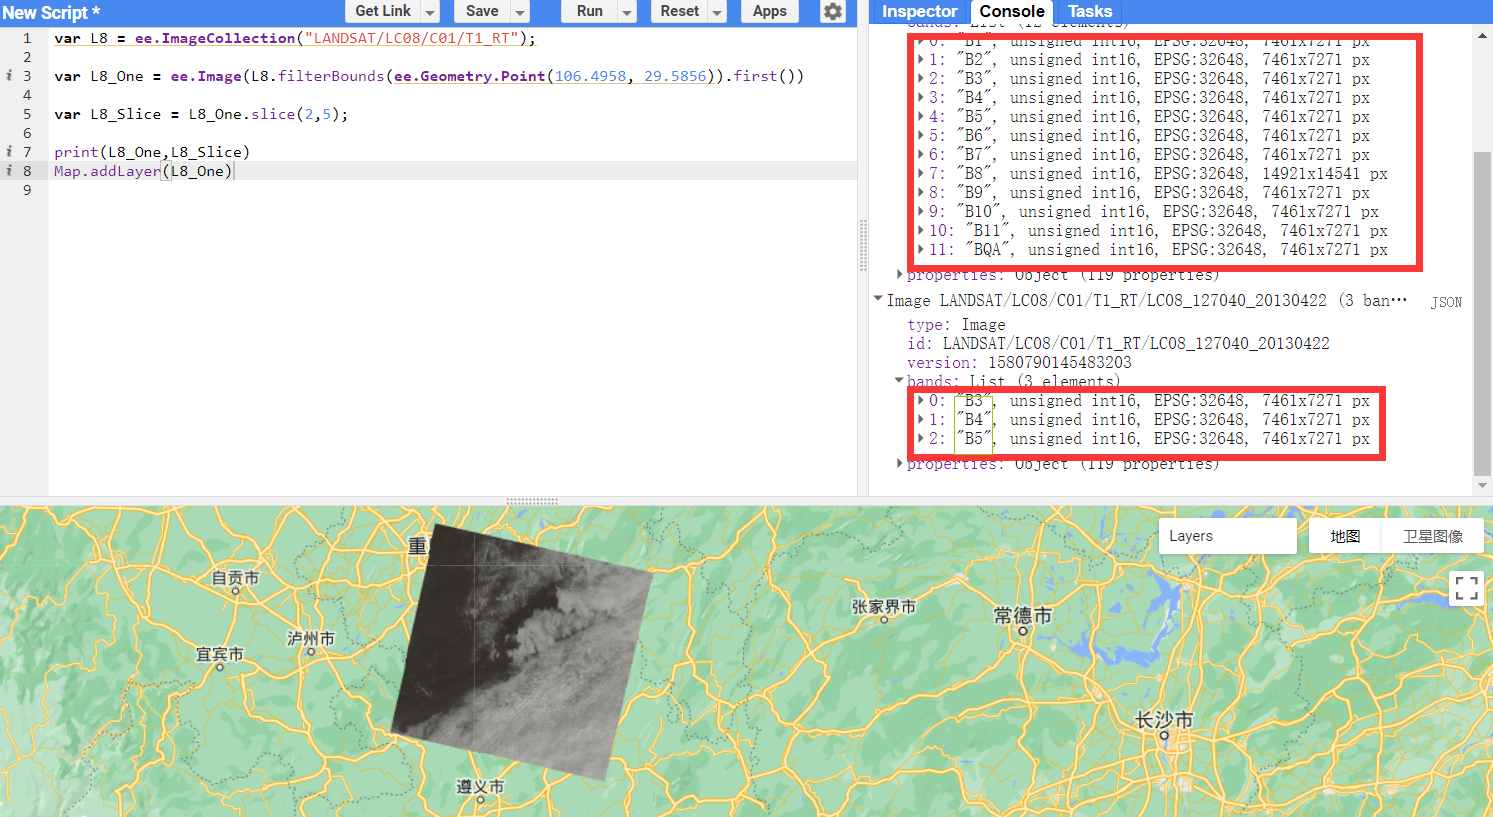 New Script *
Get Link
Save
Run
Reset
Apps
Inspector
Console
Tasks
1 var L8 = ee.ImageCollection("LANDSAT/LC08/C01/T1_RT");
2
i 3 var L8_One = ee.Image(L8.filterBounds(ee.Geometry.Point(106.4958, 29.5856)).first())
4
5 var L8_Slice = L8_One.slice(2,5);
6
i 7 print(L8_One,L8_Slice)
i 8 Map.addLayer(L8_One)
9
bands: List (12 elements)
0: "B1", unsigned int16, EPSG:32648, 7461x7271 px
1: "B2", unsigned int16, EPSG:32648, 7461x7271 px
2: "B3", unsigned int16, EPSG:32648, 7461x7271 px
3: "B4", unsigned int16, EPSG:32648, 7461x7271 px
4: "B5", unsigned int16, EPSG:32648, 7461x7271 px
5: "B6", unsigned int16, EPSG:32648, 7461x7271 px
6: "B7", unsigned int16, EPSG:32648, 7461x7271 px
7: "B8", unsigned int16, EPSG:32648, 14921x14541 px
8: "B9", unsigned int16, EPSG:32648, 7461x7271 px
9: "B10", unsigned int16, EPSG:32648, 7461x7271 px
10: "B11", unsigned int16, EPSG:32648, 7461x7271 px
11: "BQA", unsigned int16, EPSG:32648, 7461x7271 px
properties: Object (119 properties)
Image LANDSAT/LC08/C01/T1_RT/LC08_127040_20130422 (3 ban…
JSON
type: Image
id: LANDSAT/LC08/C01/T1_RT/LC08_127040_20130422
version: 1580790145483203
bands: List (3 elements)
0: "B3", unsigned int16, EPSG:32648, 7461x7271 px
1: "B4", unsigned int16, EPSG:32648, 7461x7271 px
2: "B5", unsigned int16, EPSG:32648, 7461x7271 px
properties: Object (119 properties)
Layers
地图
卫星图像
重
自贡市
泸州市
宜宾市
遵义市
张家界市
常德市
长沙市